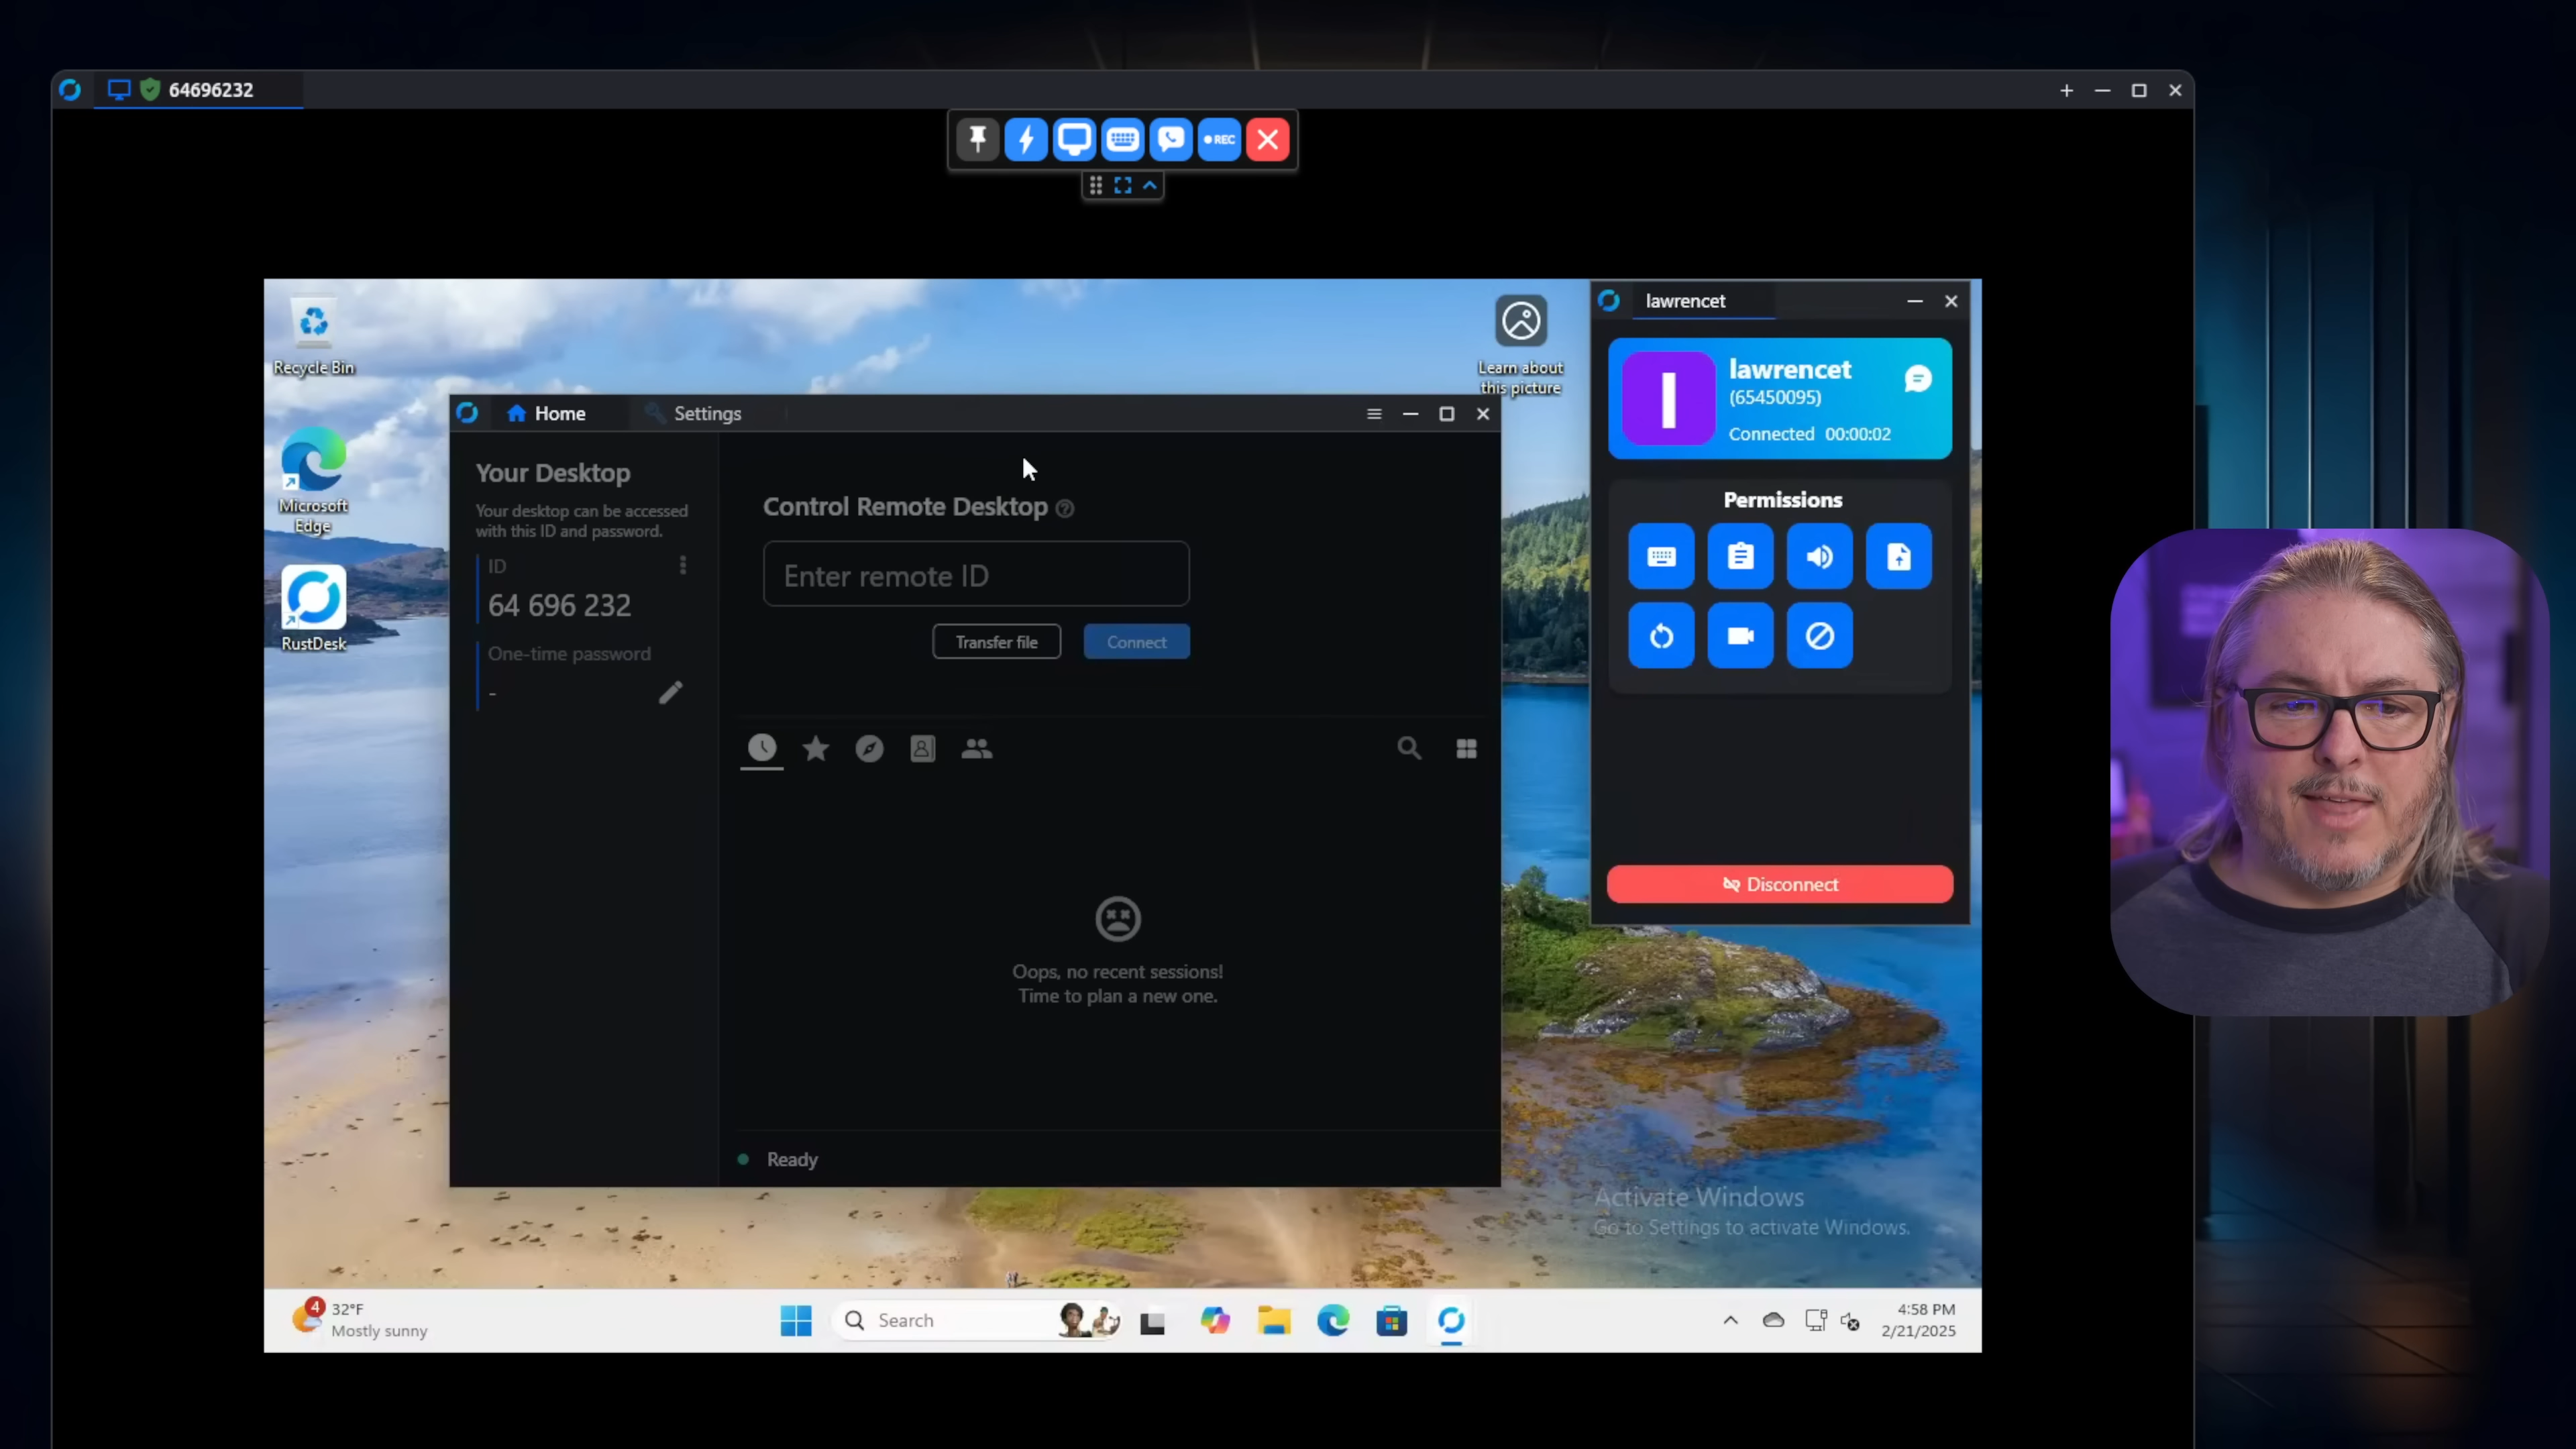 64696232
REC
Recycle Bin
Microsoft
Edge
RustDesk
Learn about
this picture
Home
Settings
Your Desktop
Your desktop can be accessed
with this ID and password.
ID
64 696 232
One-time password
-
Control Remote Desktop
Enter remote ID
Transfer file
Connect
Oops, no recent sessions!
Time to plan a new one.
Ready
lawrencet
l
lawrencet
(65450095)
Connected 00:00:02
Permissions
Disconnect
Activate Windows
Go to Settings to activate Windows.
4
32°F
Mostly sunny
Search
4:58 PM
2/21/2025